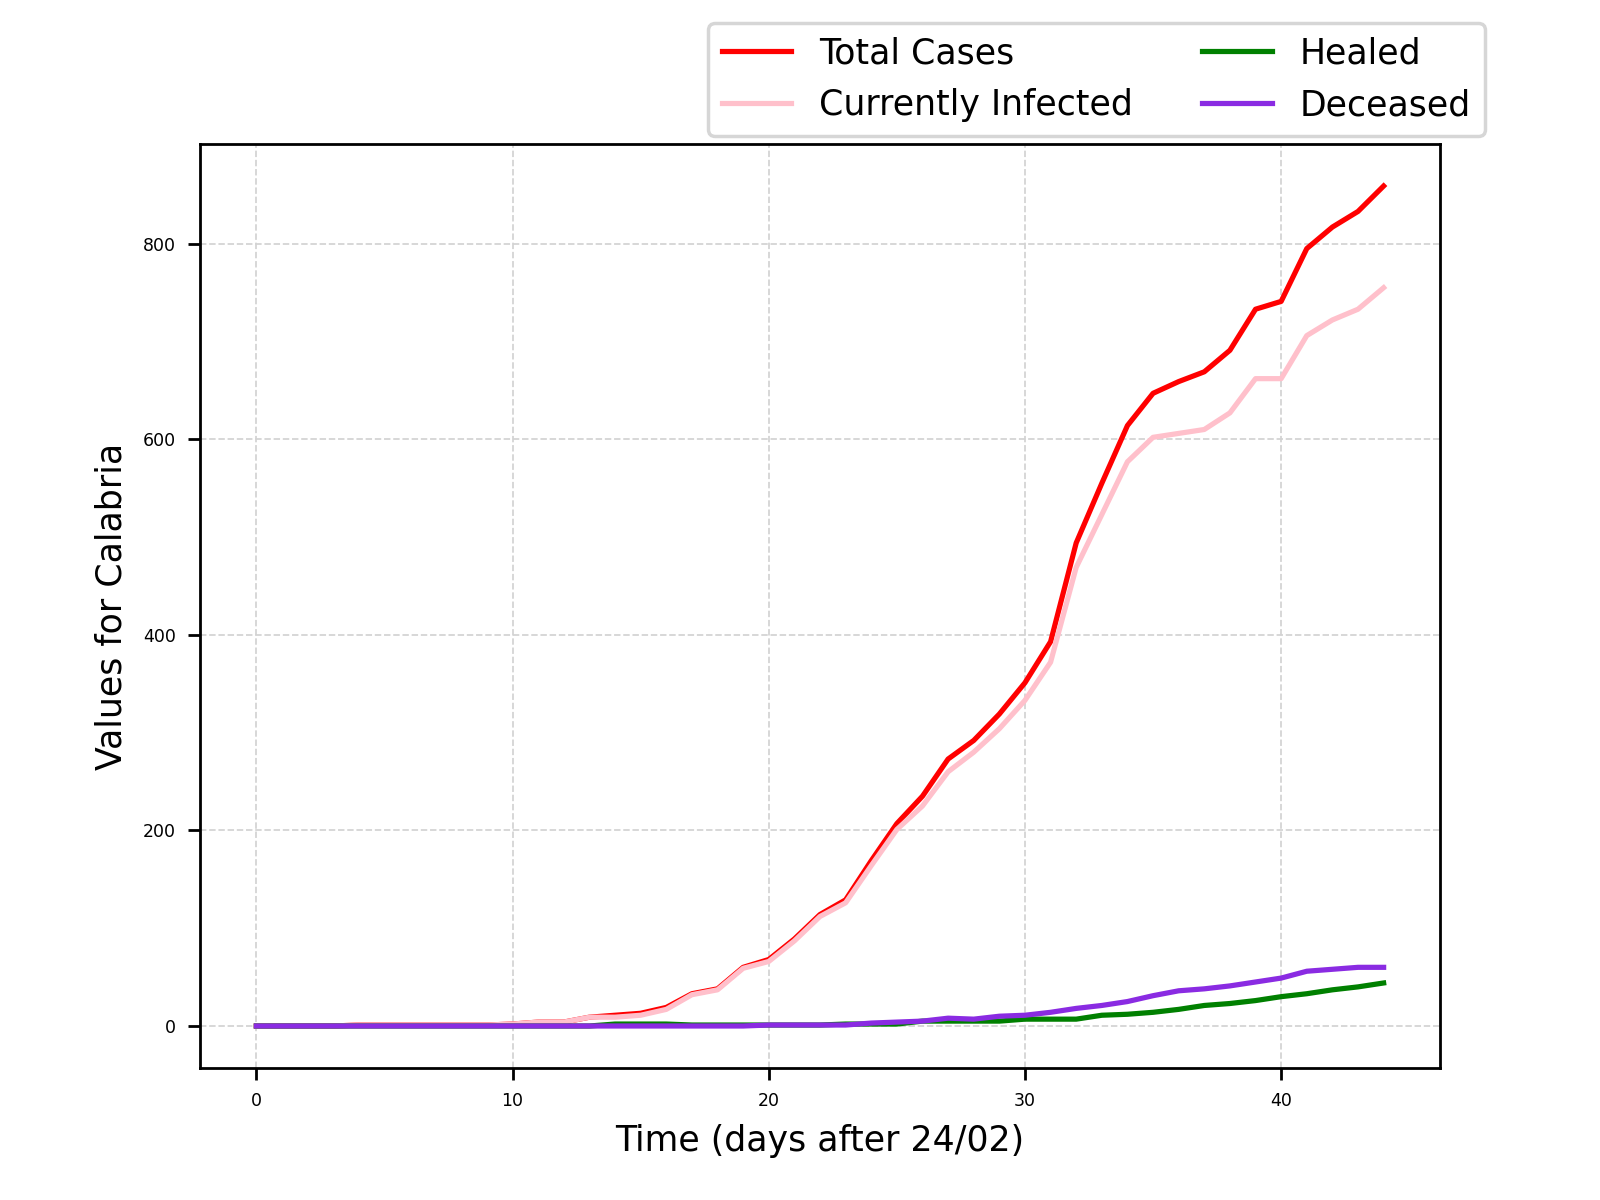 Total Cases
Currently Infected
Healed
Deceased
Values for Calabria
800
600
400
200
0
0 10 20 30 40
Time (days after 24/02)